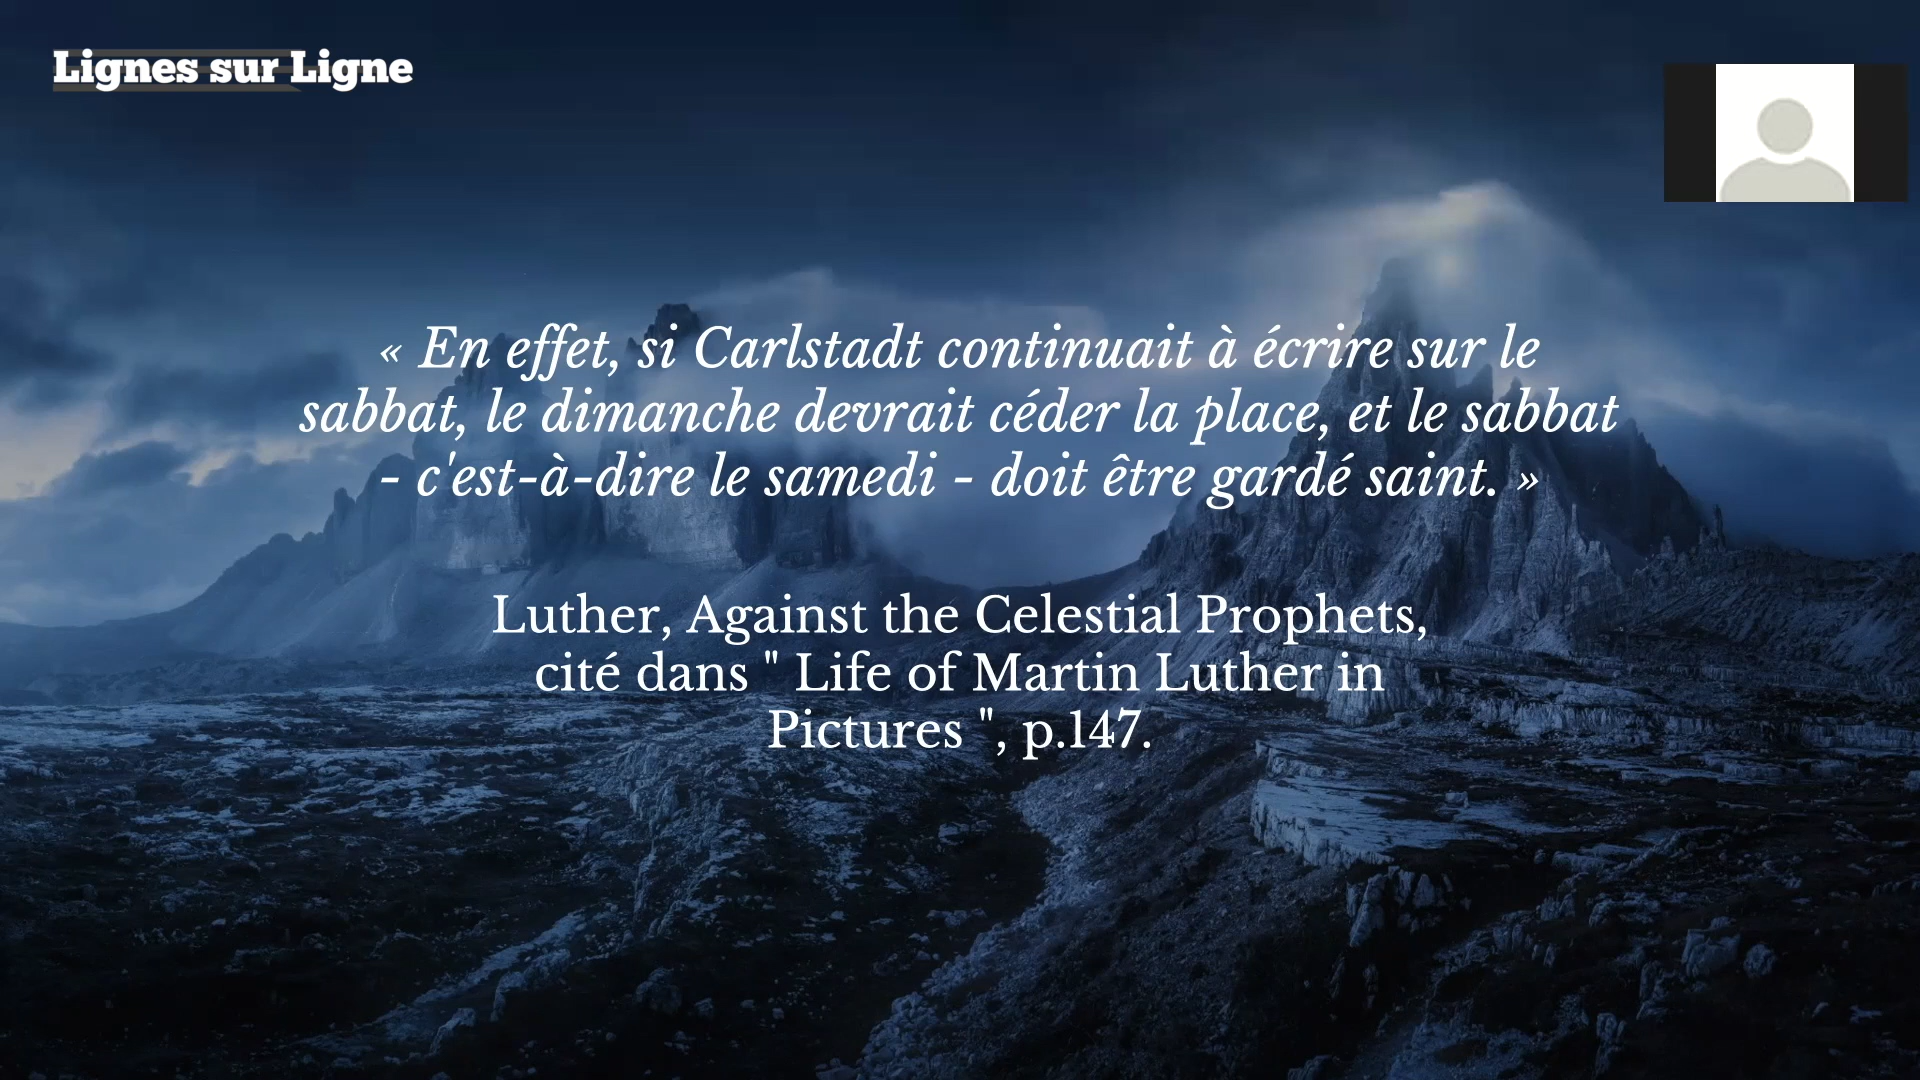 Lignes sur Ligne
« En effet, si Carlstadt continuait à écrire sur le
sabbat, le dimanche devrait céder la place, et le sabbat
- c'est-à-dire le samedi - doit être gardé saint. »
Luther, Against the Celestial Prophets,
cité dans " Life of Martin Luther in
Pictures ", p.147.